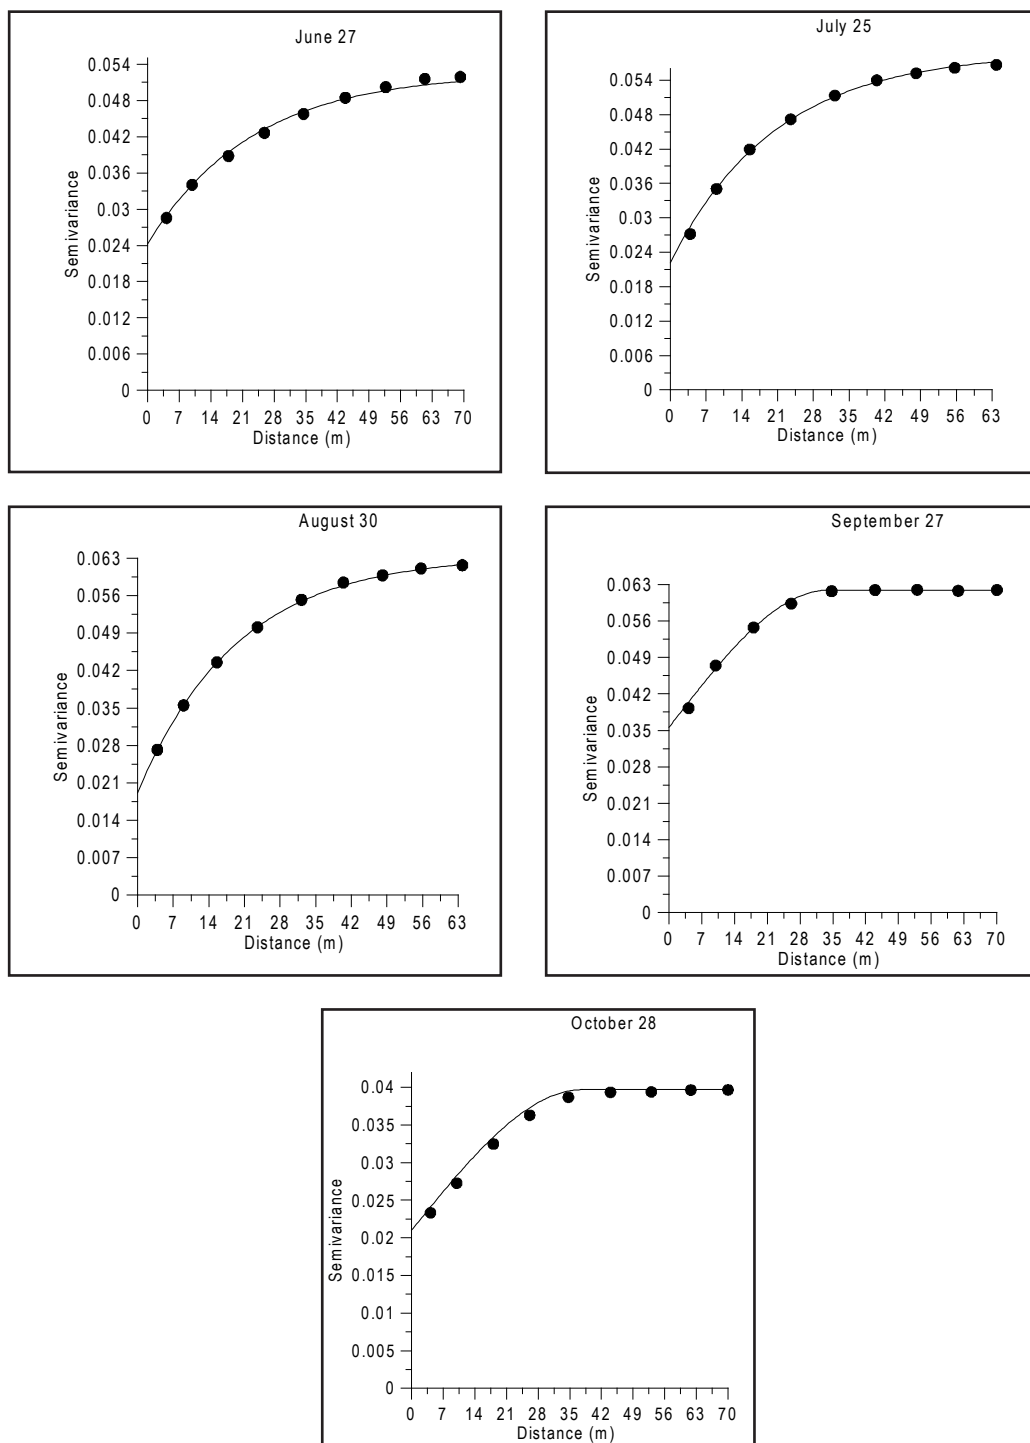 June 27
0.054
0.048
0.042
0.036
0.03
0.024
0.018
0.012
0.006
0
Semivariance
0 7 14 21 28 35 42 49 56 63 70
Distance (m)
July 25
0.054
0.048
0.042
0.036
0.03
0.024
0.018
0.012
0.006
0
Semivariance
0 7 14 21 28 35 42 49 56 63
Distance (m)
August 30
0.063
0.056
0.049
0.042
0.035
0.028
0.021
0.014
0.007
0
Semivariance
0 7 14 21 28 35 42 49 56 63
Distance (m)
September 27
0.063
0.056
0.049
0.042
0.035
0.028
0.021
0.014
0.007
0
Semivariance
0 7 14 21 28 35 42 49 56 63 70
Distance (m)
October 28
0.04
0.035
0.03
0.025
0.02
0.015
0.01
0.005
0
Semivariance
0 7 14 21 28 35 42 49 56 63 70
Distance (m)